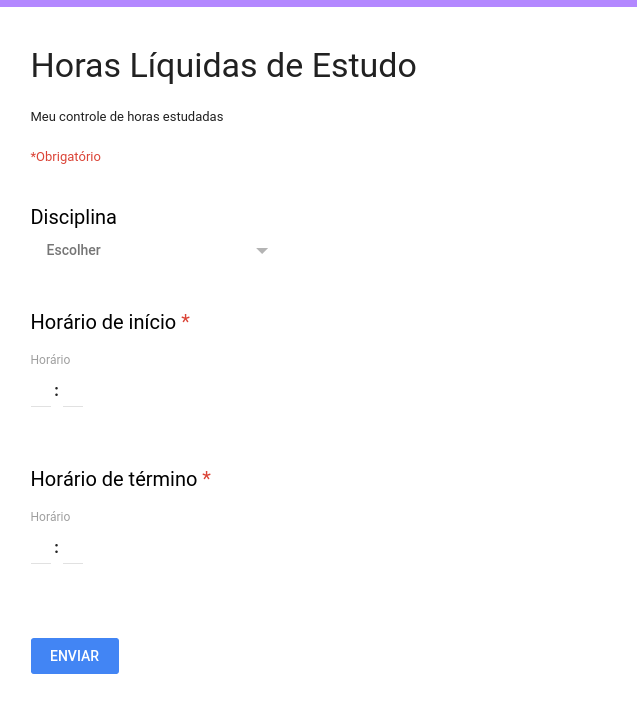 Horas Líquidas de Estudo
Meu controle de horas estudadas
*Obrigatório
Disciplina
Escolher
Horário de início *
Horário
:
Horário de término *
Horário
:
ENVIAR